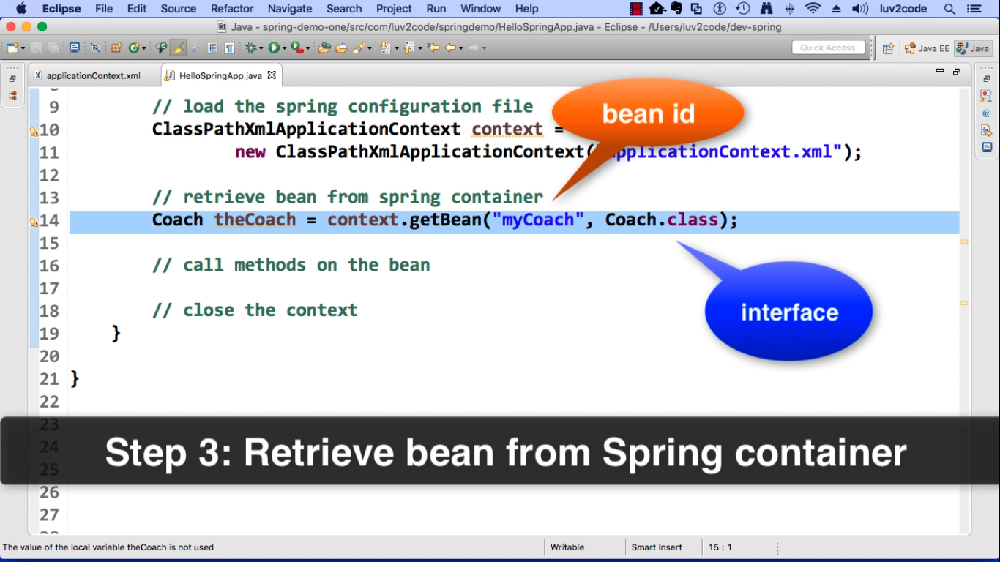 Eclipse File Edit Source Refactor Navigate Search Project Run Window Help luv2code
Java - spring-demo-one/src/com/luv2code/springdemo/HelloSpringApp.java - Eclipse - /Users/luv2code/dev-spring
Quick Access Java EE Java
applicationContext.xml HelloSpringApp.java
9 // load the spring configuration file
bean id
10 ClassPathXmlApplicationContext context =
11 new ClassPathXmlApplicationContext("applicationContext.xml");
12
13 // retrieve bean from spring container
14 Coach theCoach = context.getBean("myCoach", Coach.class);
15
16 // call methods on the bean
17
18 // close the context
interface
19 }
20
21 }
22
23
24
Step 3: Retrieve bean from Spring container
25
26
27
The value of the local variable theCoach is not used Writable Smart Insert 15 : 1